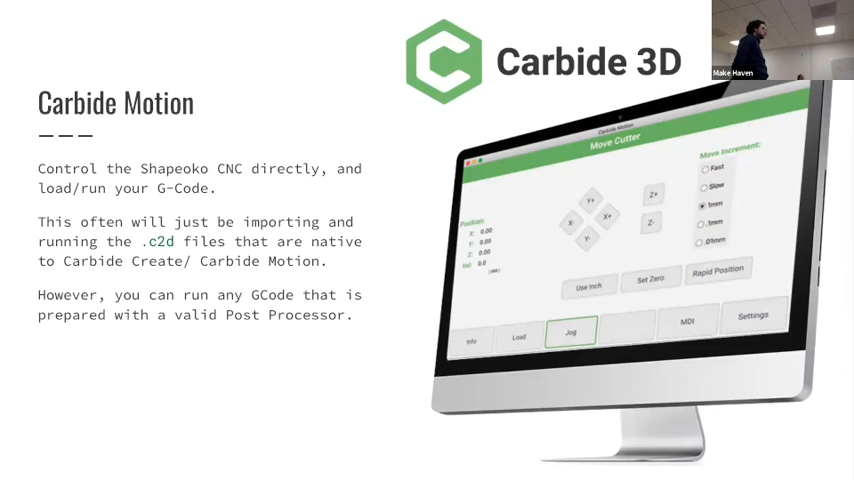 Carbide 3D
Make Haven
Carbide Motion
Control the Shapeoko CNC directly, and
load/run your G-Code.
This often will just be importing and
running the .c2d files that are native
to Carbide Create/ Carbide Motion.
However, you can run any GCode that is
prepared with a valid Post Processor.
Carbide Motion
Move Cutter
Position:
X: 0.00
Y: 0.00
Z: 0.00
Vel: 0.0
Y+
X-
X+
Y-
Z+
Z-
Move Increment:
Fast
Slow
1mm
.1mm
.01mm
Use Inch
Set Zero
Rapid Position
Info
Load
Jog
MDI
Settings